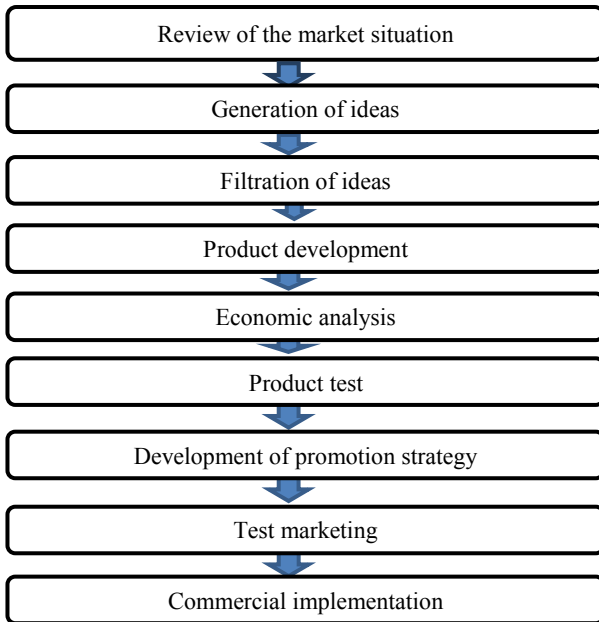 Review of the market situation
Generation of ideas
Filtration of ideas
Product development
Economic analysis
Product test
Development of promotion strategy
Test marketing
Commercial implementation